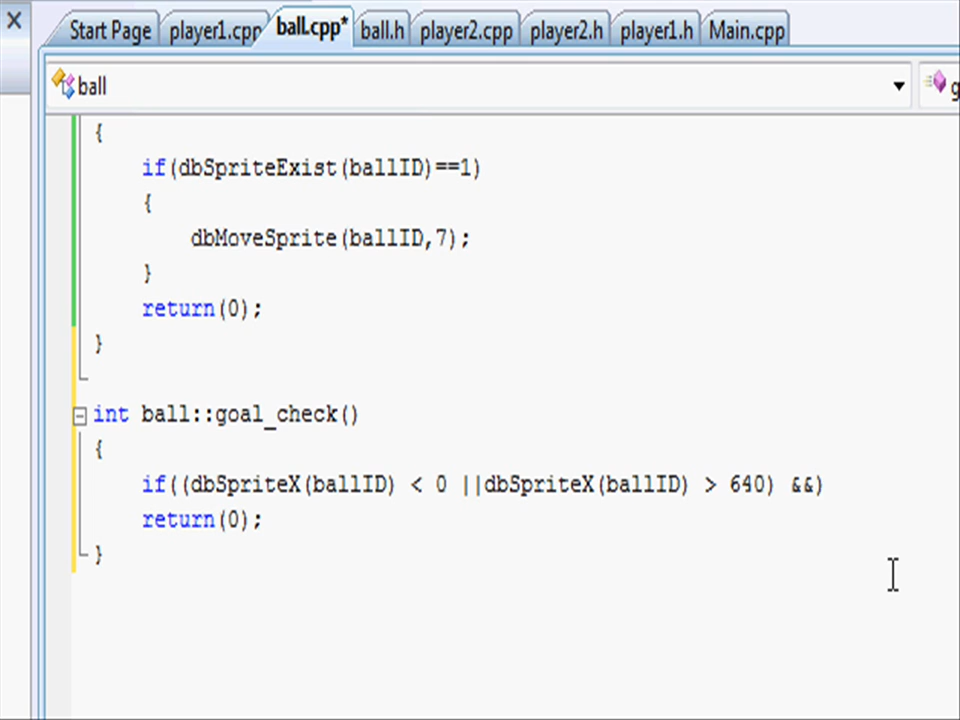 Start Page player1.cpp ball.cpp* ball.h player2.cpp player2.h player1.h Main.cpp
ball g
{
if(dbSpriteExist(ballID)==1)
{
dbMoveSprite(ballID,7);
}
return(0);
}
int ball::goal_check()
{
if((dbSpriteX(ballID) < 0 ||dbSpriteX(ballID) > 640) &&)
return(0);
}